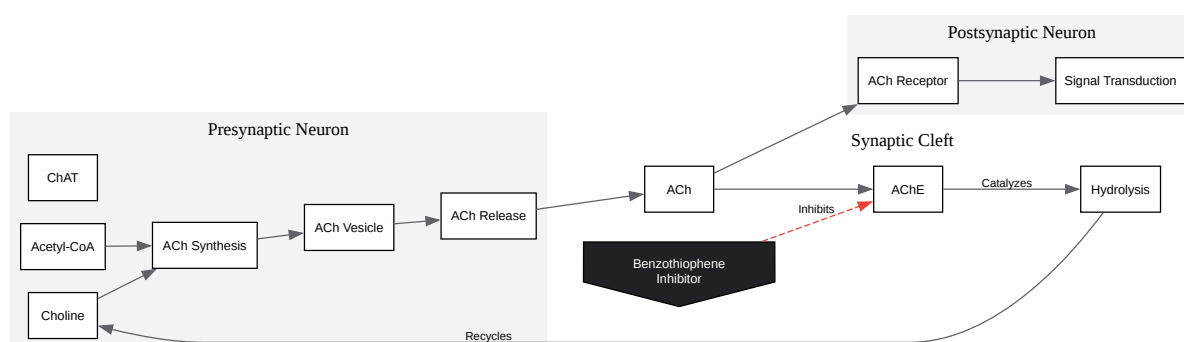 Postsynaptic Neuron
ACh Receptor
Signal Transduction
Presynaptic Neuron
Synaptic Cleft
ChAT
ACh
AChE
Catalyzes
Hydrolysis
Inhibits
Acetyl-CoA
ACh Synthesis
ACh Vesicle
ACh Release
Benzothiophene
Inhibitor
Choline
Recycles